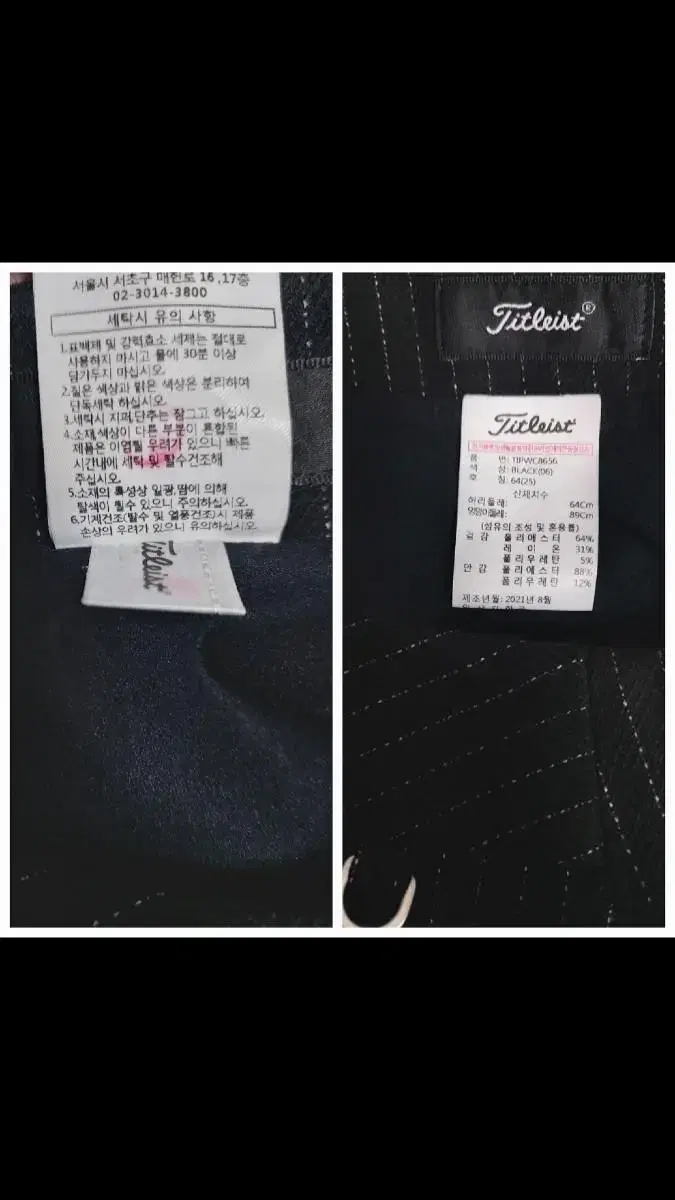 서울시 서초구 매헌로 16,17층
02-3014-3800
세탁시 유의 사항
1.표백제 및 강력효소 세제는 절대로
사용하지 마시고 물에 30분 이상
담가두지 마십시오.
2.짙은 색상과 밝은 색상은 분리하여
단독세탁 하십시오.
3.세탁시 지퍼,단추는 잠그고 하십시오.
4.소재,색상이 다른 부분이 혼합된
제품은 이염될 우려가 있으니 빠른
시간내에 세탁 및 탈수건조해
주십시오.
5.소재의 특성상 일광,땀에 의해
탈색이 될수 있으니 주의하십시오.
6.기계건조(탈수 및 열풍건조)시 제품
손상의 우려가 있으니 유의하십시오.
Titleist
Titleist®
Titleist
품 번: TIPWC8656
색 상: BLACK(06)
호 칭: 64(25)
신체치수
허리둘레: 64Cm
엉덩이둘레: 89Cm
(섬유의 조성 및 혼용률)
겉 감 폴리에스터 64%
레 이 온 31%
폴리우레탄 5%
안 감 폴리에스터 88%
폴리우레탄 12%
제조년월: 2021년 8월